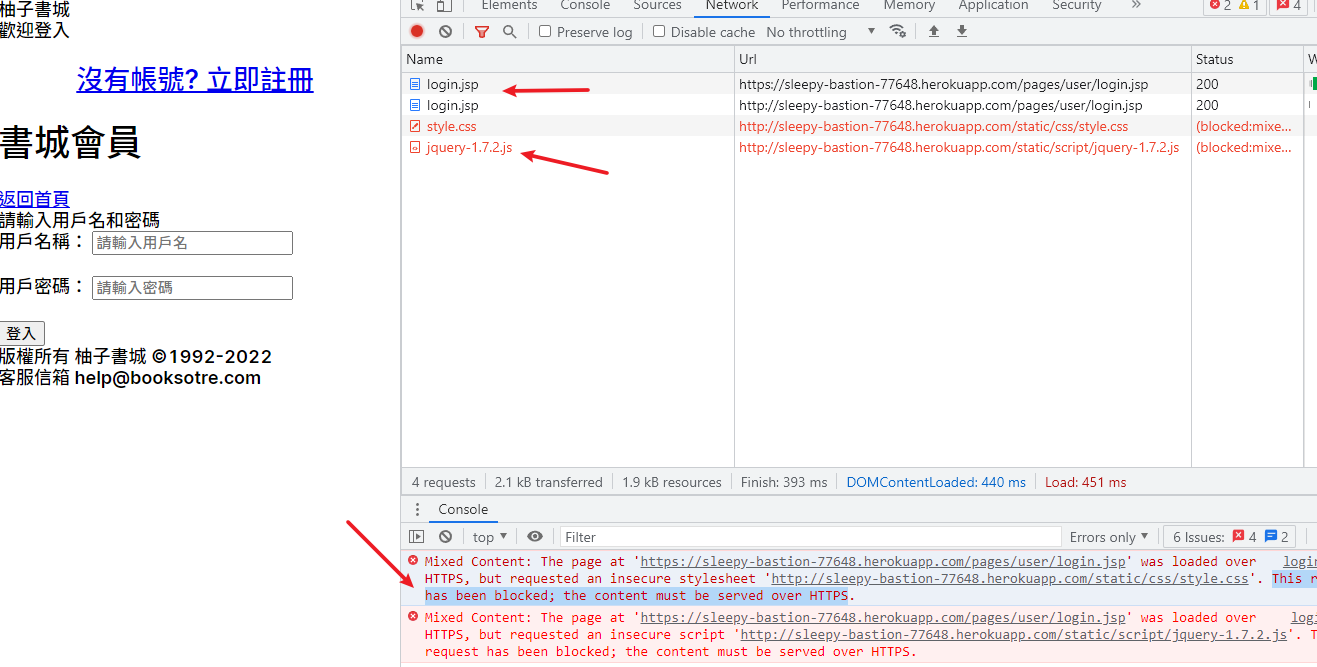 柚子書城
歡迎登入
沒有帳號? 立即註冊
書城會員
返回首頁
請輸入用戶名和密碼
用戶名稱： 請輸入用戶名
用戶密碼： 請輸入密碼
登入
版權所有 柚子書城 ©1992-2022
客服信箱 help@booksotre.com
Elements Console Sources Network Performance Memory Application Security » 2 1 4
Preserve log Disable cache No throttling
Name Url Status W
login.jsp https://sleepy-bastion-77648.herokuapp.com/pages/user/login.jsp 200
login.jsp http://sleepy-bastion-77648.herokuapp.com/pages/user/login.jsp 200
style.css http://sleepy-bastion-77648.herokuapp.com/static/css/style.css (blocked:mixe...
jquery-1.7.2.js http://sleepy-bastion-77648.herokuapp.com/static/script/jquery-1.7.2.js (blocked:mixe...
4 requests 2.1 kB transferred 1.9 kB resources Finish: 393 ms DOMContentLoaded: 440 ms Load: 451 ms
Console
top Filter Errors only 6 Issues: 4 2
Mixed Content: The page at 'https://sleepy-bastion-77648.herokuapp.com/pages/user/login.jsp' was loaded over login
HTTPS, but requested an insecure stylesheet 'http://sleepy-bastion-77648.herokuapp.com/static/css/style.css'. This r
has been blocked; the content must be served over HTTPS.
Mixed Content: The page at 'https://sleepy-bastion-77648.herokuapp.com/pages/user/login.jsp' was loaded over logi
HTTPS, but requested an insecure script 'http://sleepy-bastion-77648.herokuapp.com/static/script/jquery-1.7.2.js'. T
request has been blocked; the content must be served over HTTPS.